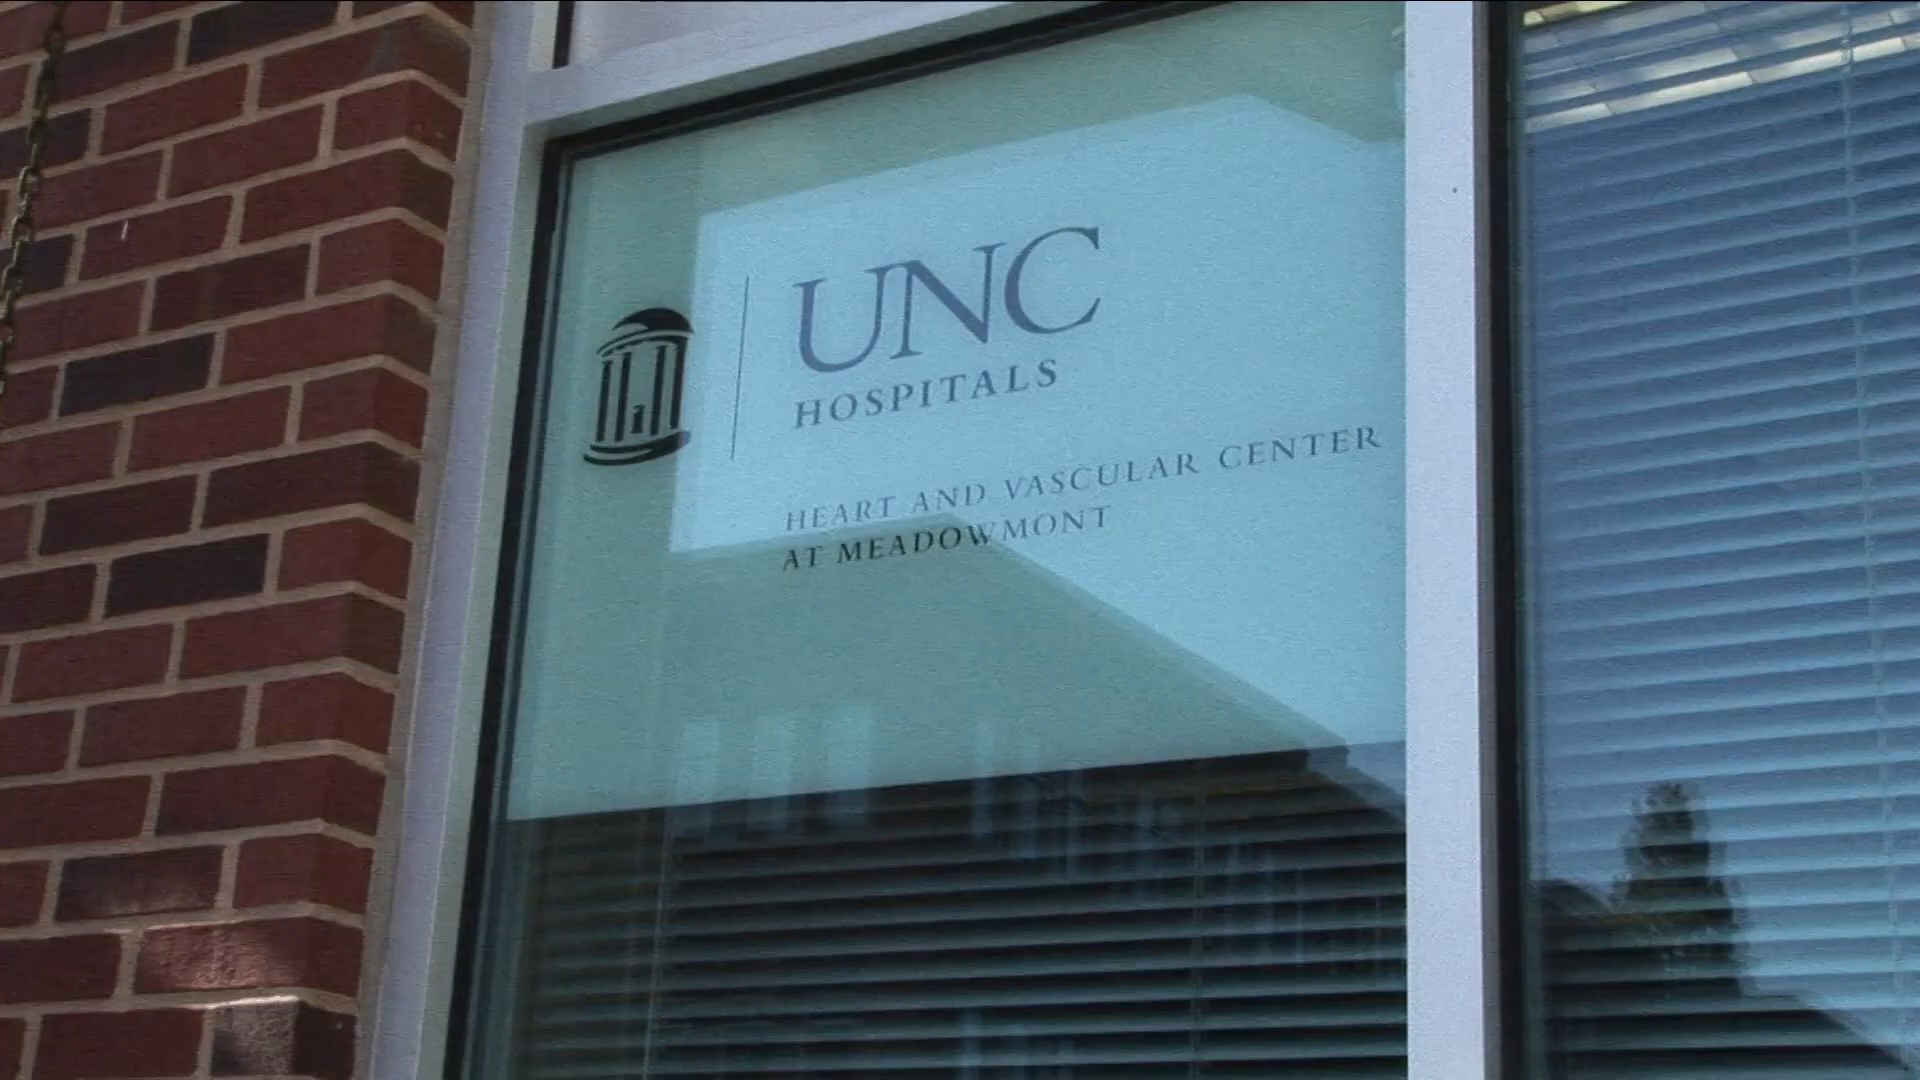 UNC
HOSPITALS
HEART AND VASCULAR CENTER
AT MEADOWMONT